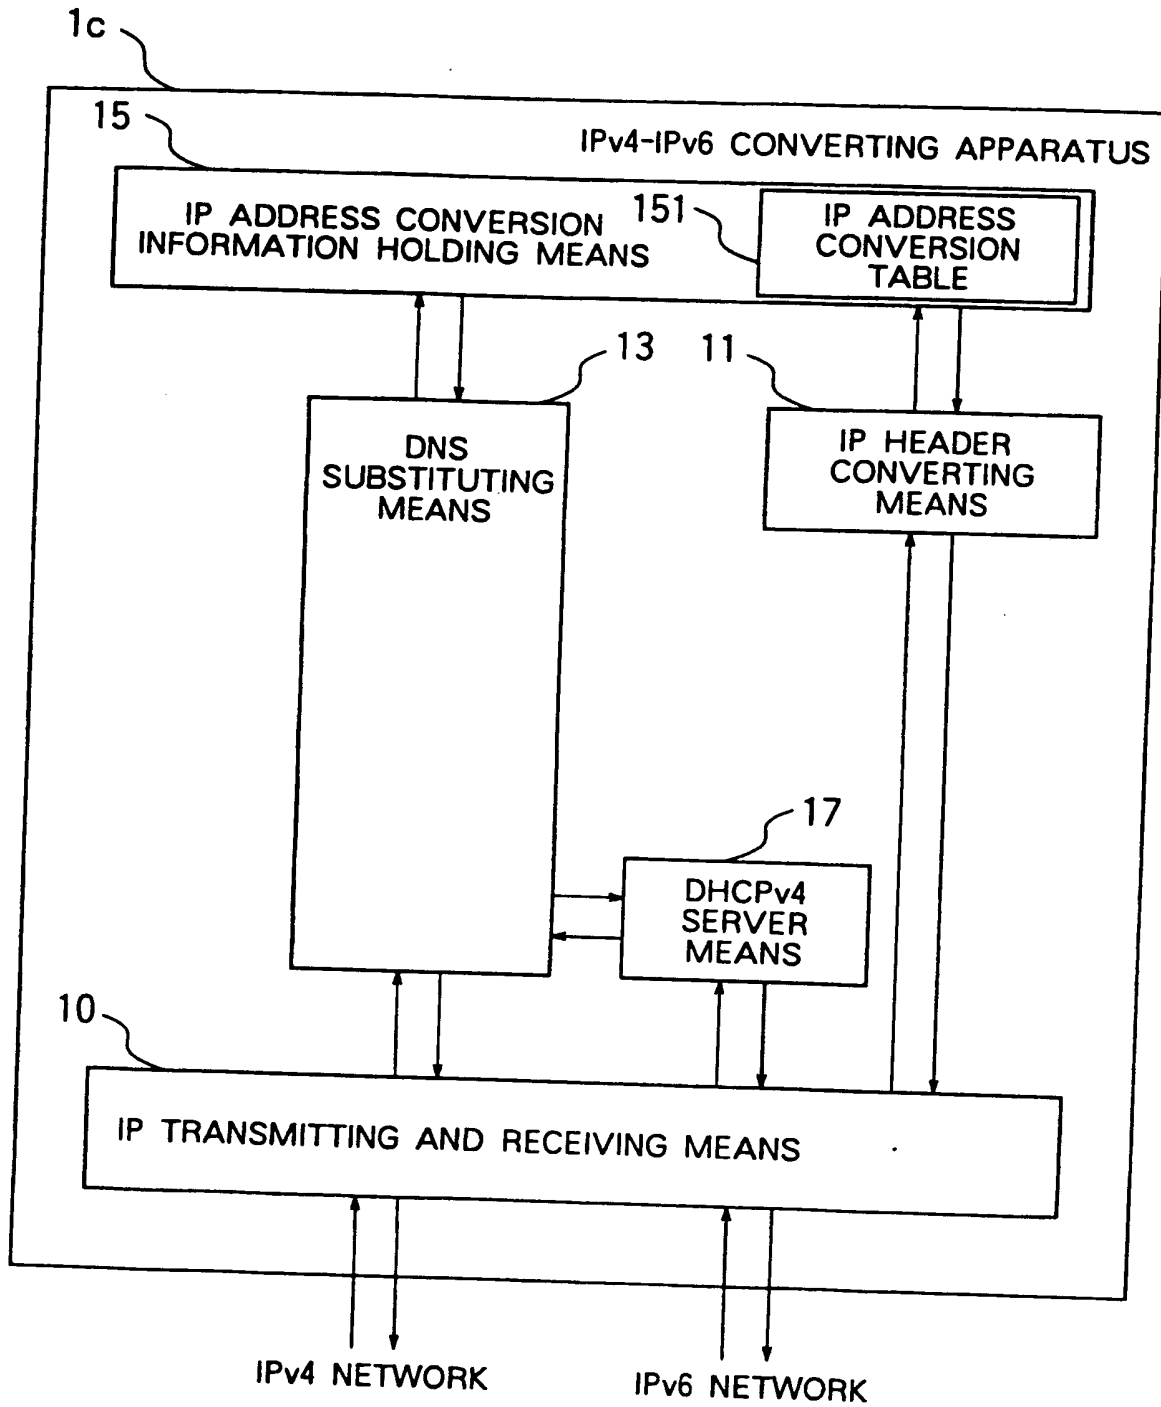 1c
15
IPv4-IPv6 CONVERTING APPARATUS
IP ADDRESS CONVERSION
INFORMATION HOLDING MEANS
151
IP ADDRESS
CONVERSION
TABLE
13
11
DNS
SUBSTITUTING
MEANS
IP HEADER
CONVERTING
MEANS
17
DHCPv4
SERVER
MEANS
10
IP TRANSMITTING AND RECEIVING MEANS
IPv4 NETWORK
IPv6 NETWORK